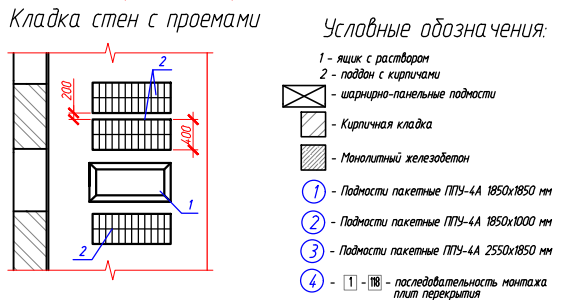 Кладка стен с проемами
2
200
400
1
2
Условные обозначения:
1 - ящик с раствором
2 - поддон с кирпичами
- шарнирно-панельные подмости
- Кирпичная кладка
- Монолитный железобетон
1 - Подмости пакетные ППУ-4А 1850х1850 мм
2 - Подмости пакетные ППУ-4А 1850х1000 мм
3 - Подмости пакетные ППУ-4А 2550х1850 мм
4 - 1 - 118 - последовательность монтажа
плит перекрытия